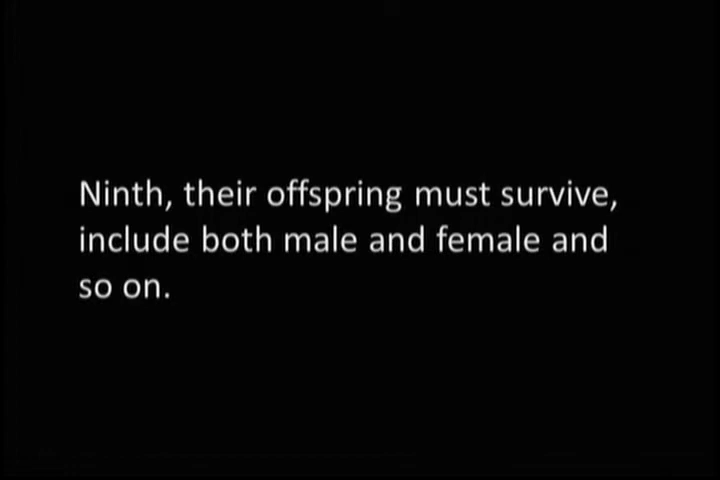 Ninth, their offspring must survive,
include both male and female and
so on.